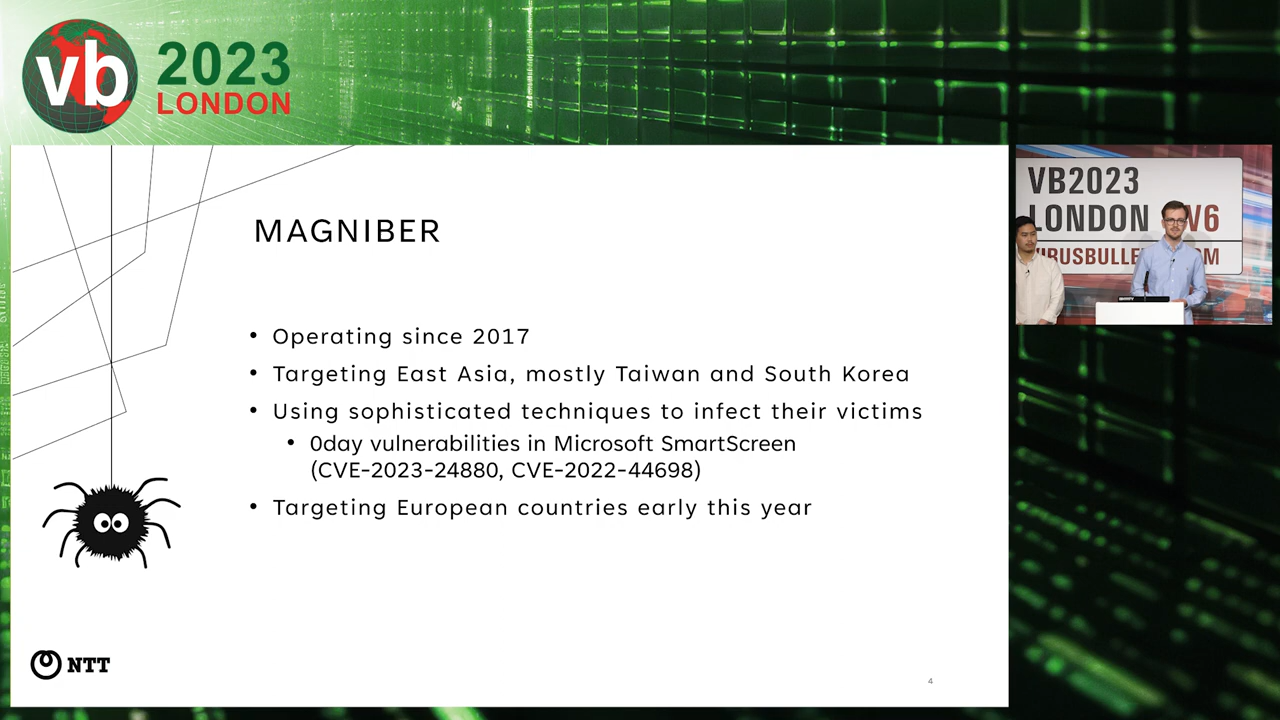 vb 2023
LONDON
MAGNIBER
• Operating since 2017
• Targeting East Asia, mostly Taiwan and South Korea
• Using sophisticated techniques to infect their victims
• 0day vulnerabilities in Microsoft SmartScreen
(CVE-2023-24880, CVE-2022-44698)
• Targeting European countries early this year
NTT
4
VB2023
LONDON